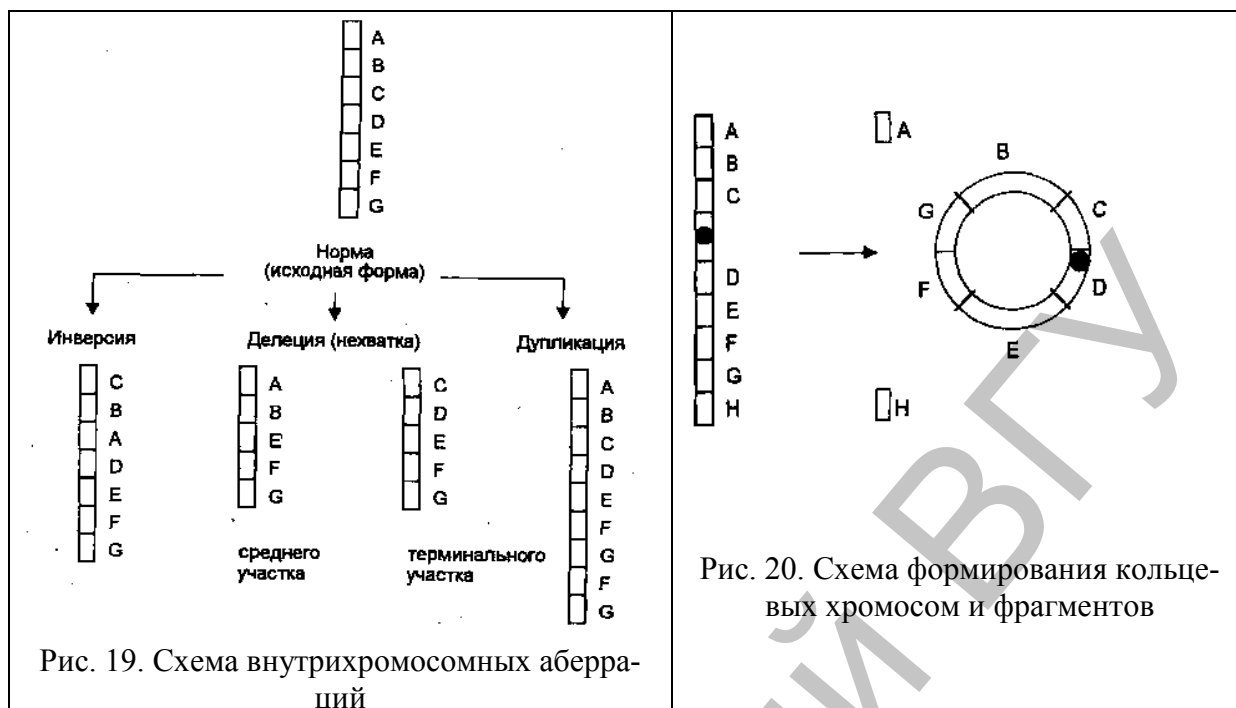 A
B
C
D
E
F
G
Норма
(исходная форма)
Инверсия
Делеция (нехватка)
Дупликация
C
B
A
D
E
F
G
A
B
E
F
G
среднего
участка
C
D
E
F
G
терминального
участка
A
B
C
D
E
F
G
F
G
Рис. 19. Схема внутрихромосомных аберра-
ций
A
B
C
D
E
F
G
H
A
B
C
D
E
F
G
H
Рис. 20. Схема формирования кольце-
вых хромосом и фрагментов
ВГУ